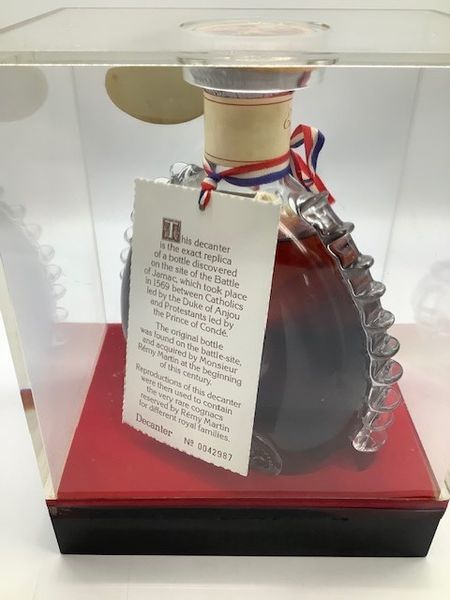 This decanter
is the exact replica
of a bottle discovered
on the site of the Battle
of Jarnac, which took place
in 1569 between Catholics
led by the Duke of Anjou
and Protestants led by
the Prince of Condé.
The original bottle
was found on the battle-site,
and acquired by Monsieur
Rémy Martin at the beginning
of this century.
Reproductions of this decanter
were then used to contain
the very rare cognacs
reserved by Rémy Martin
for different royal families.
Decanter Nº 0042987